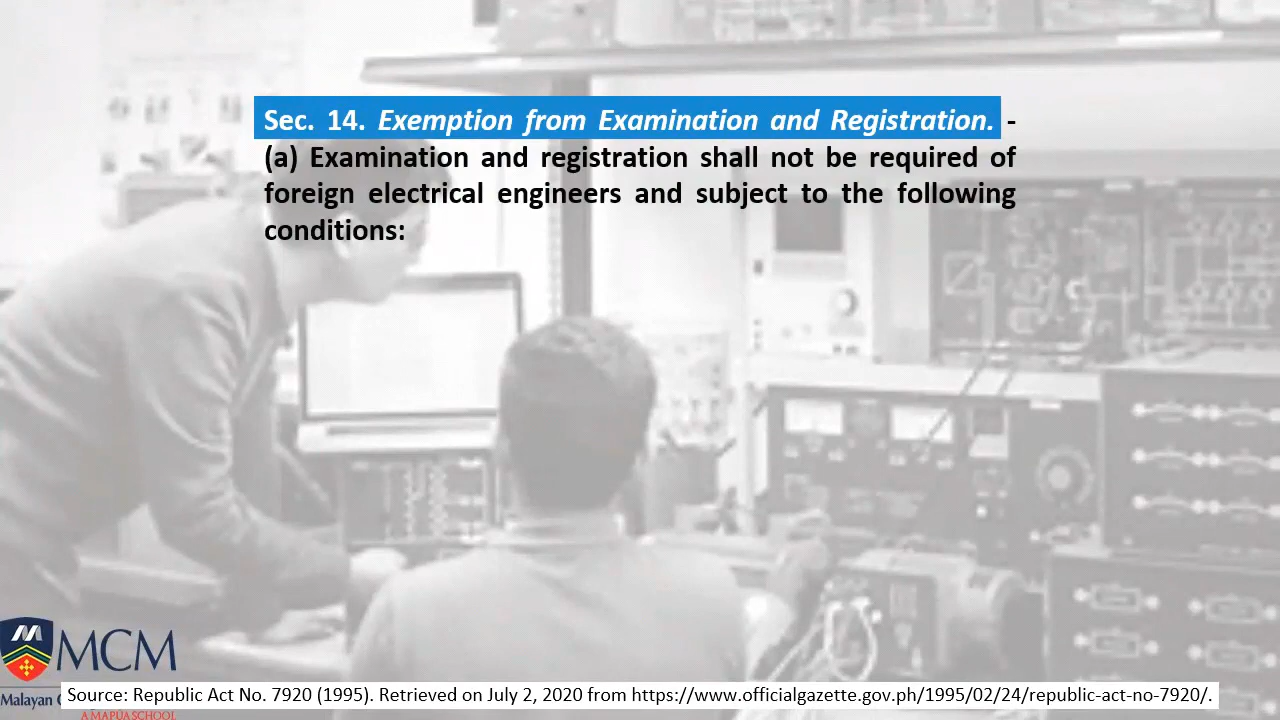 Sec. 14. Exemption from Examination and Registration. -
(a) Examination and registration shall not be required of
foreign electrical engineers and subject to the following
conditions:
MCM
Malayan
Source: Republic Act No. 7920 (1995). Retrieved on July 2, 2020 from https://www.officialgazette.gov.ph/1995/02/24/republic-act-no-7920/.
A MAPUA SCHOOL